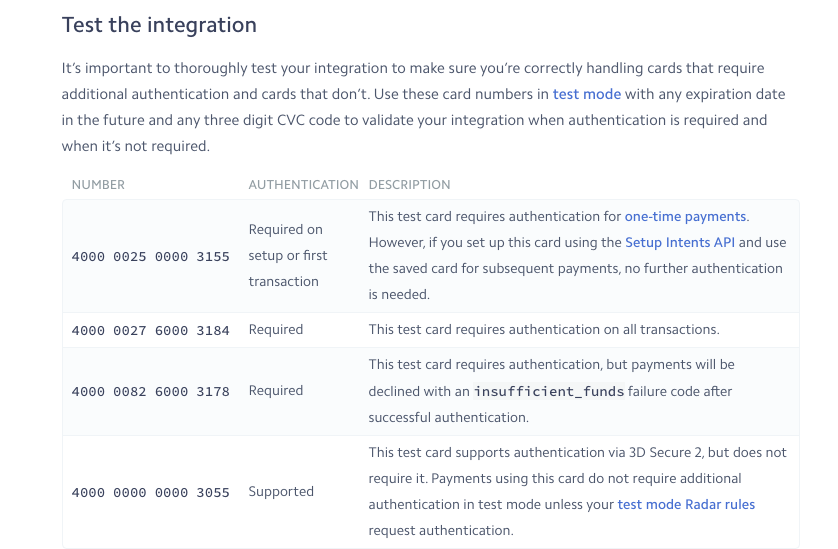 Test the integration
It's important to thoroughly test your integration to make sure you're correctly handling cards that require
additional authentication and cards that don't. Use these card numbers in test mode with any expiration date
in the future and any three digit CVC code to validate your integration when authentication is required and
when it's not required.
NUMBER AUTHENTICATION DESCRIPTION
4000 0025 0000 3155
Required on
setup or first
transaction
This test card requires authentication for one-time payments.
However, if you set up this card using the Setup Intents API and use
the saved card for subsequent payments, no further authentication
is needed.
4000 0027 6000 3184 Required This test card requires authentication on all transactions.
4000 0082 6000 3178 Required
This test card requires authentication, but payments will be
declined with an insufficient_funds failure code after
successful authentication.
4000 0000 0000 3055 Supported
This test card supports authentication via 3D Secure 2, but does not
require it. Payments using this card do not require additional
authentication in test mode unless your test mode Radar rules
request authentication.